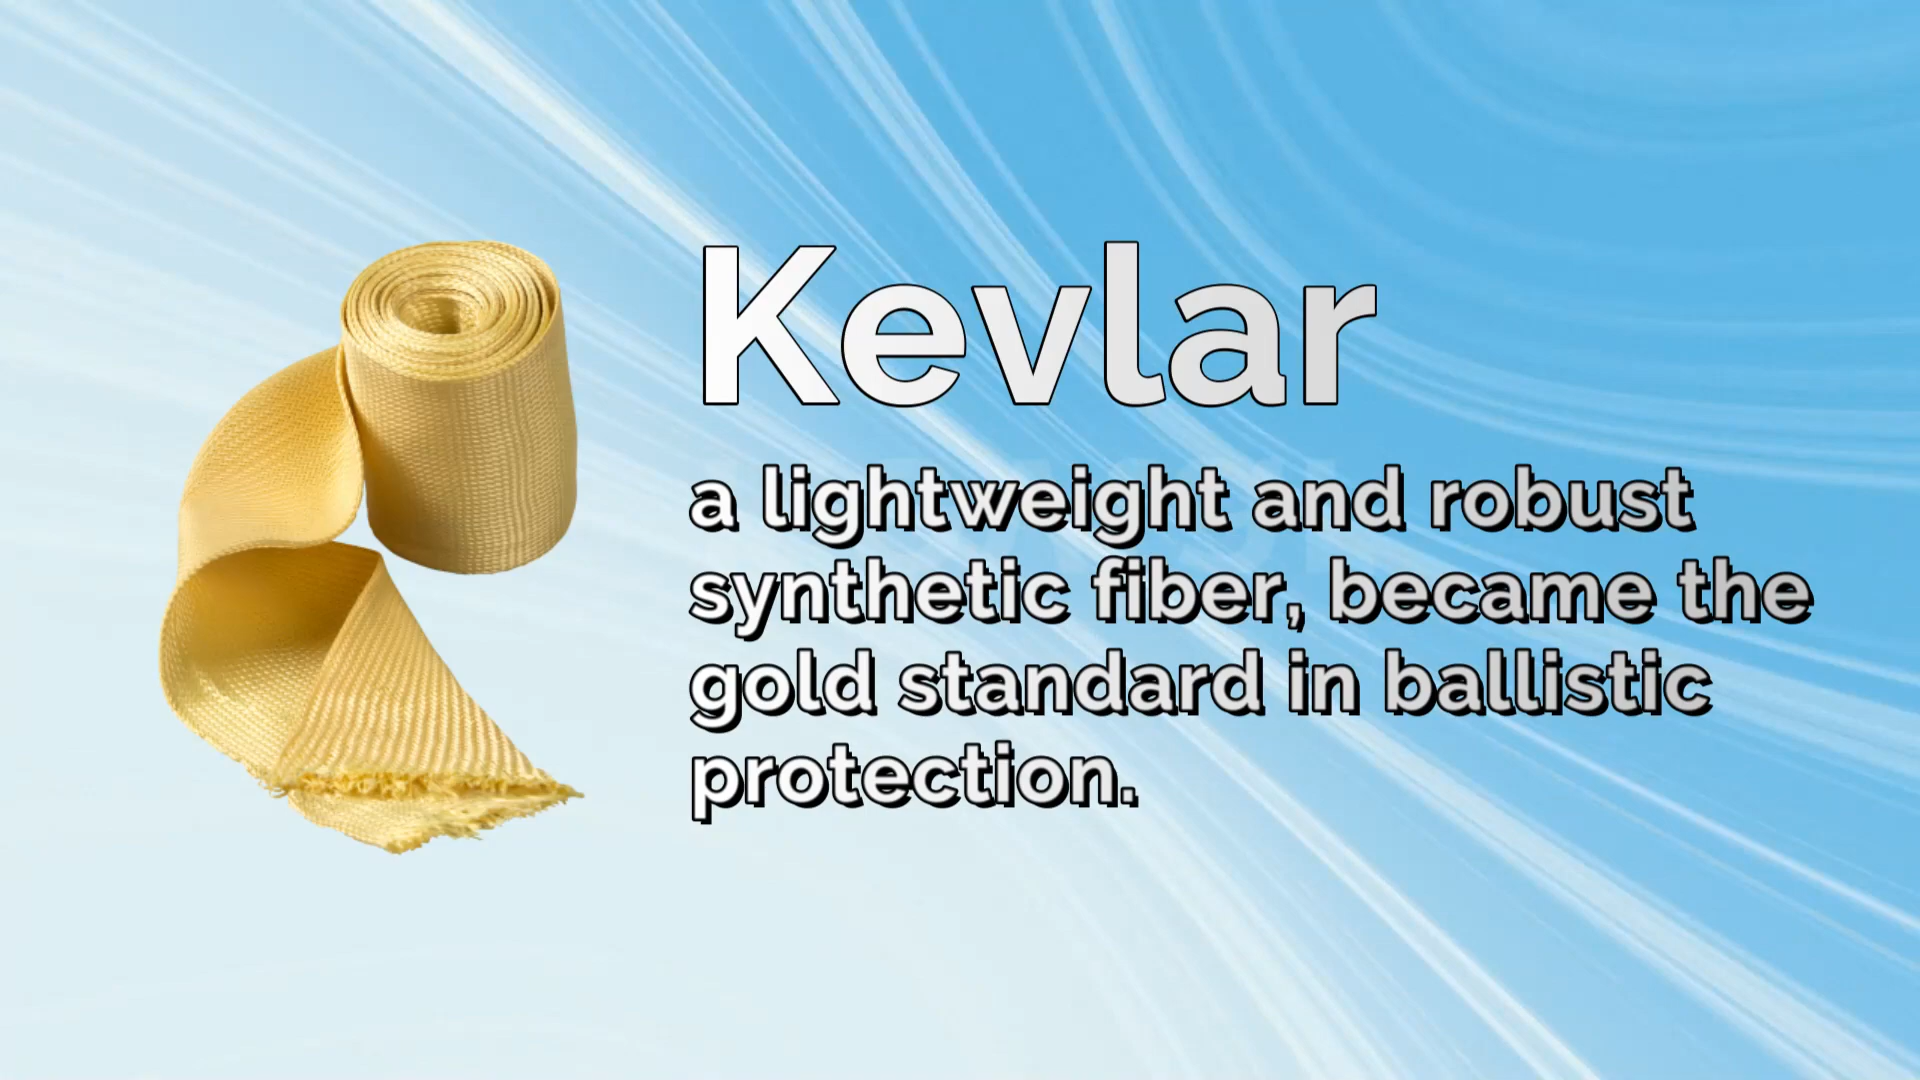 Kevlar
a lightweight and robust
synthetic fiber, became the
gold standard in ballistic
protection.